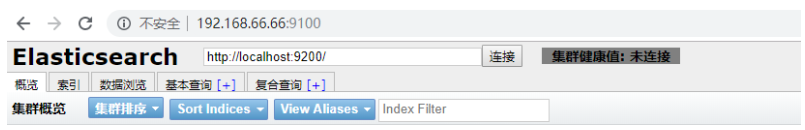 不安全 | 192.168.66.66:9100
Elasticsearch http://localhost:9200/ 连接 集群健康值: 未连接
概览 索引 数据浏览 基本查询 [+] 复合查询 [+]
集群概览 集群排序 Sort Indices View Aliases Index Filter